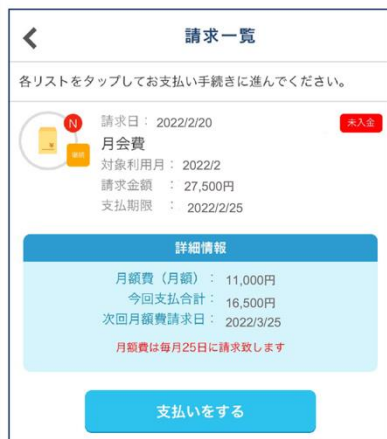 請求一覧
各リストをタップしてお支払い手続きに進んでください。
N
請求日： 2022/2/20
未入金
月会費
継続
対象利用月： 2022/2
請求金額 ： 27,500円
支払期限 ： 2022/2/25
詳細情報
月額費（月額）： 11,000円
今回支払合計： 16,500円
次回月額費請求日： 2022/3/25
月額費は毎月25日に請求致します
支払いをする